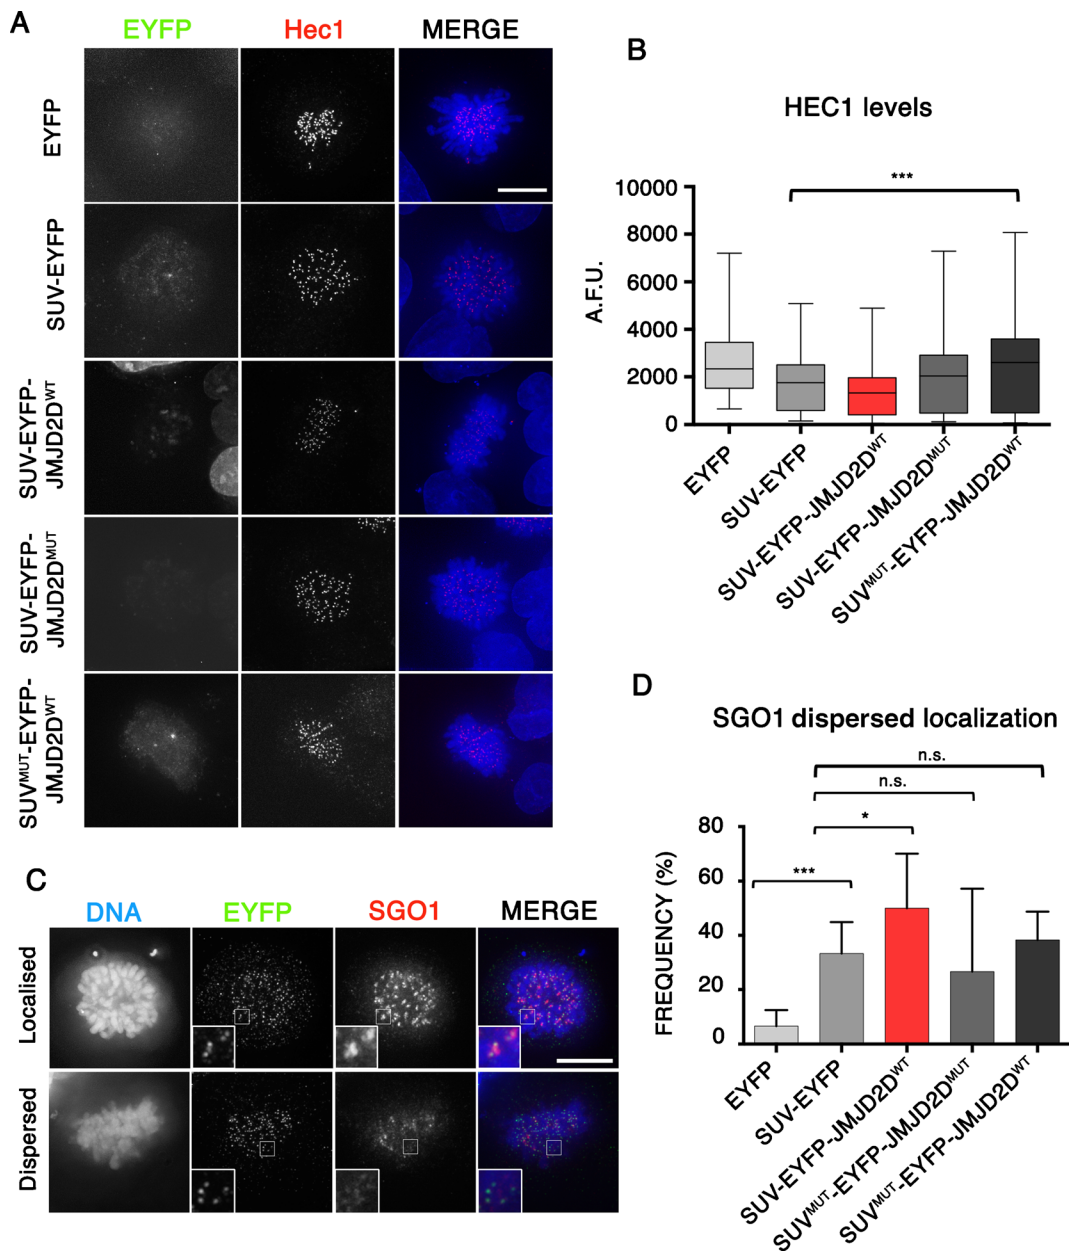 A
EYFP Hec1 MERGE
EYFP
SUV-EYFP
SUV-EYFP-
JMJD2D^WT
SUV-EYFP-
JMJD2D^MUT
SUV^MUT-EYFP-
JMJD2D^WT
B
HEC1 levels
***
A.F.U.
10000
8000
6000
4000
2000
0
EYFP
SUV-EYFP
SUV-EYFP-JMJD2D^WT
SUV-EYFP-JMJD2D^MUT
SUV^MUT-EYFP-JMJD2D^WT
C
DNA EYFP SGO1 MERGE
Localised
Dispersed
D
SGO1 dispersed localization
n.s.
n.s.
*
***
FREQUENCY (%)
80
60
40
20
0
EYFP
SUV-EYFP
SUV-EYFP-JMJD2D^WT
SUV^MUT-EYFP-JMJD2D^MUT
SUV^MUT-EYFP-JMJD2D^WT